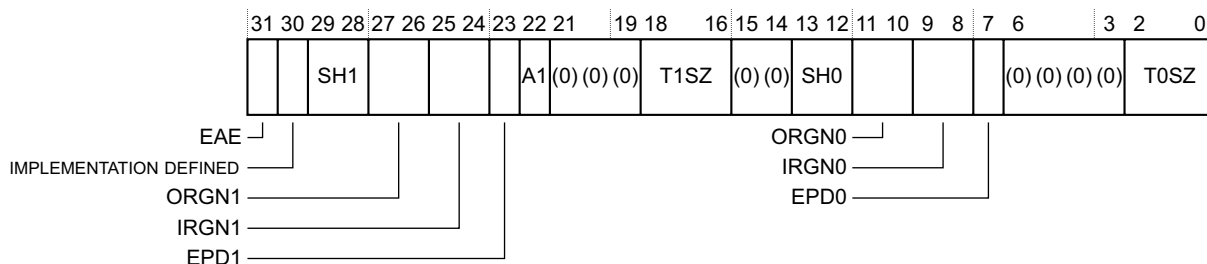 31 30 29 28 27 26 25 24 23 22 21 19 18 16 15 14 13 12 11 10 9 8 7 6 3 2 0
SH1 A1 (0) (0) (0) T1SZ (0) (0) SH0 (0) (0) (0) (0) T0SZ
EAE ORGN0
IMPLEMENTATION DEFINED IRGN0
ORGN1 EPD0
IRGN1
EPD1